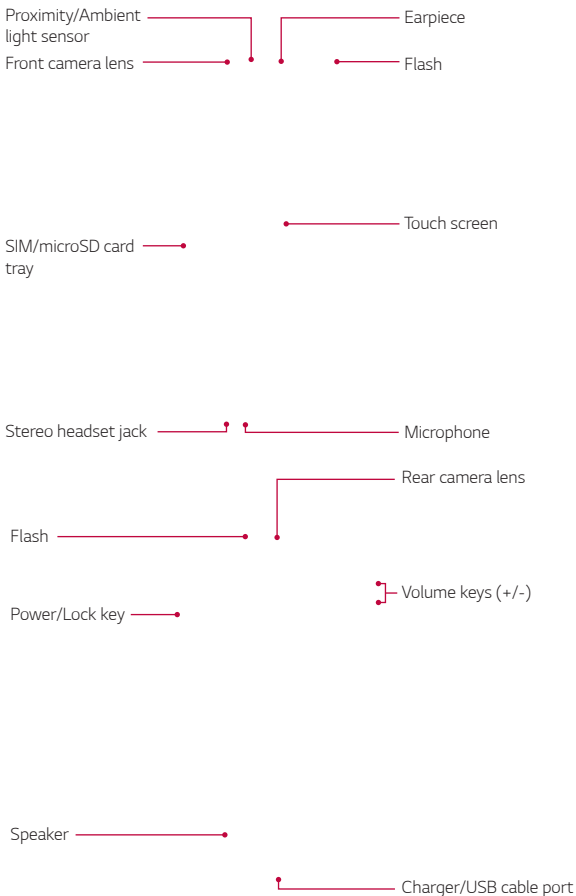 Proximity/Ambient
light sensor
Earpiece
Front camera lens
Flash
Touch screen
SIM/microSD card
tray
Stereo headset jack
Microphone
Rear camera lens
Flash
Volume keys (+/-)
Power/Lock key
Speaker
Charger/USB cable port